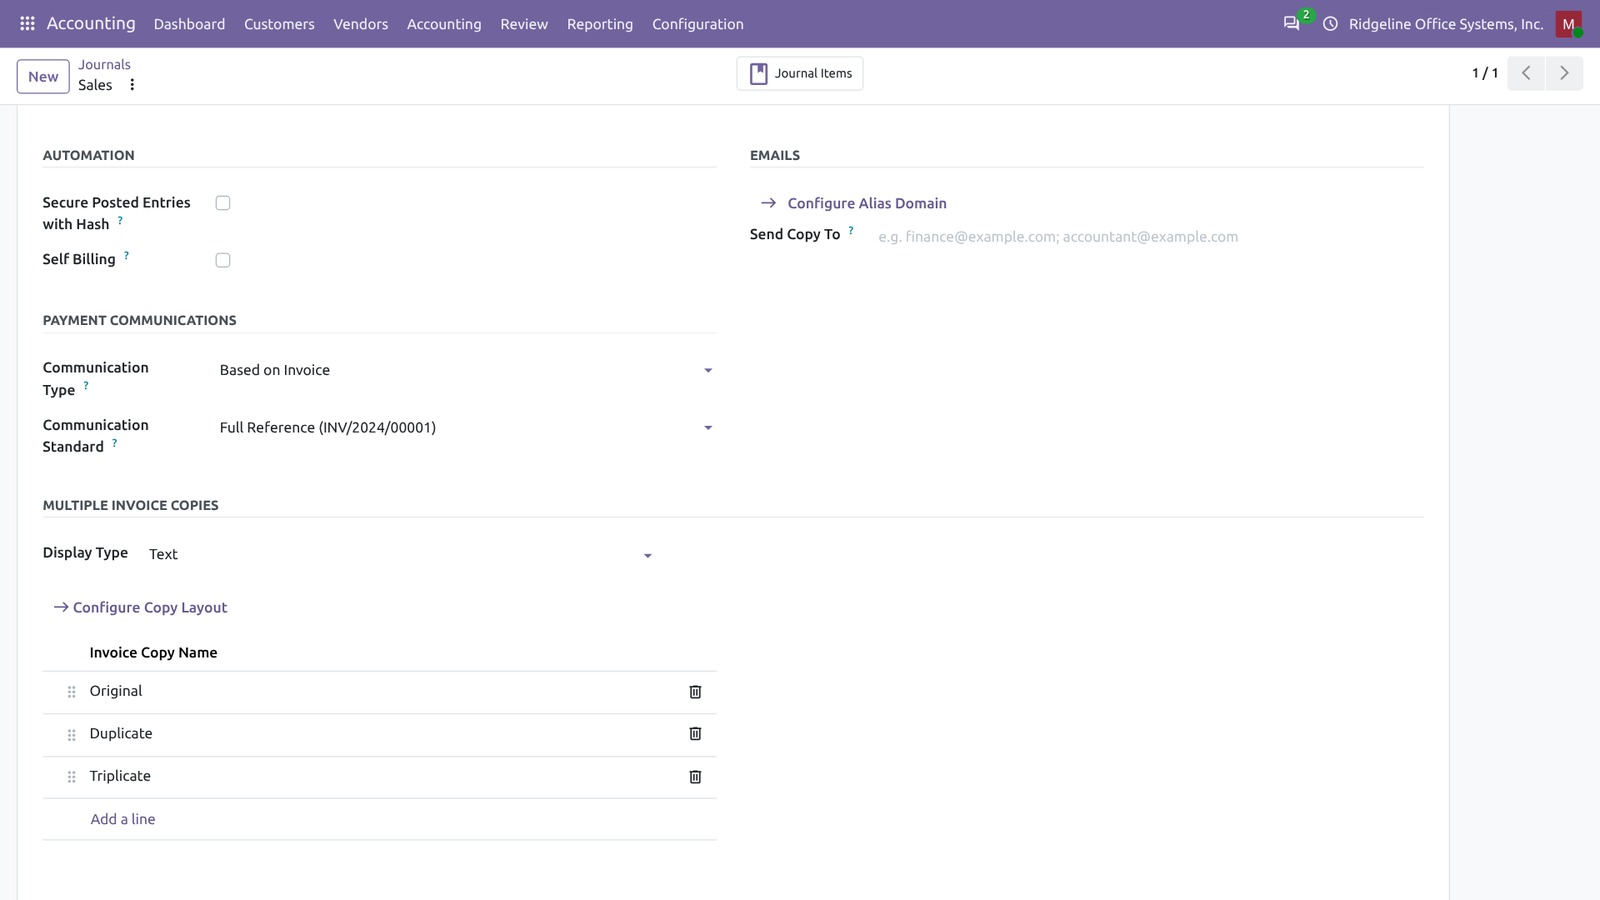 Accounting Dashboard Customers Vendors Accounting Review Reporting Configuration 2 Ridgeline Office Systems, Inc. M
New
Journals
Sales
Journal Items
1 / 1
AUTOMATION
Secure Posted Entries
with Hash ?
Self Billing ?
EMAILS
Configure Alias Domain
Send Copy To ? e.g. finance@example.com; accountant@example.com
PAYMENT COMMUNICATIONS
Communication
Type ?
Based on Invoice
Communication
Standard ?
Full Reference (INV/2024/00001)
MULTIPLE INVOICE COPIES
Display Type Text
Configure Copy Layout
Invoice Copy Name
Original
Duplicate
Triplicate
Add a line